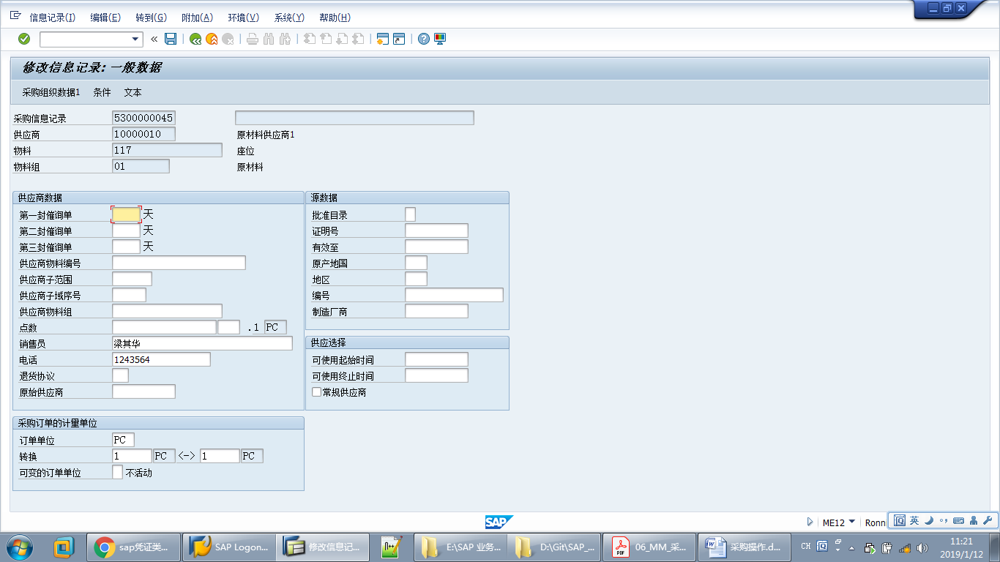 信息记录(I) 编辑(E) 转到(G) 附加(A) 环境(V) 系统(Y) 帮助(H)
修改信息记录: 一般数据
采购组织数据1 条件 文本
采购信息记录 5300000045
供应商 10000010 原材料供应商1
物料 117 座位
物料组 01 原材料
供应商数据
第一封催询单 天
第二封催询单 天
第三封催询单 天
供应商物料编号
供应商子范围
供应商子域序号
供应商物料组
点数 .1 PC
销售员 梁其华
电话 1243564
退货协议
原始供应商
源数据
批准目录
证明号
有效至
原产地国
地区
编号
制造厂商
供应选择
可使用起始时间
可使用终止时间
常规供应商
采购订单的计量单位
订单单位 PC
转换 1 PC <-> 1 PC
可变的订单单位 不活动
SAP ME12 Ronn 英
sap凭证类... SAP Logon... 修改信息记... E:\SAP 业务... D:\Git\SAP_... 06_MM_采... 采购操作.d... CH 11:21
2019/1/12